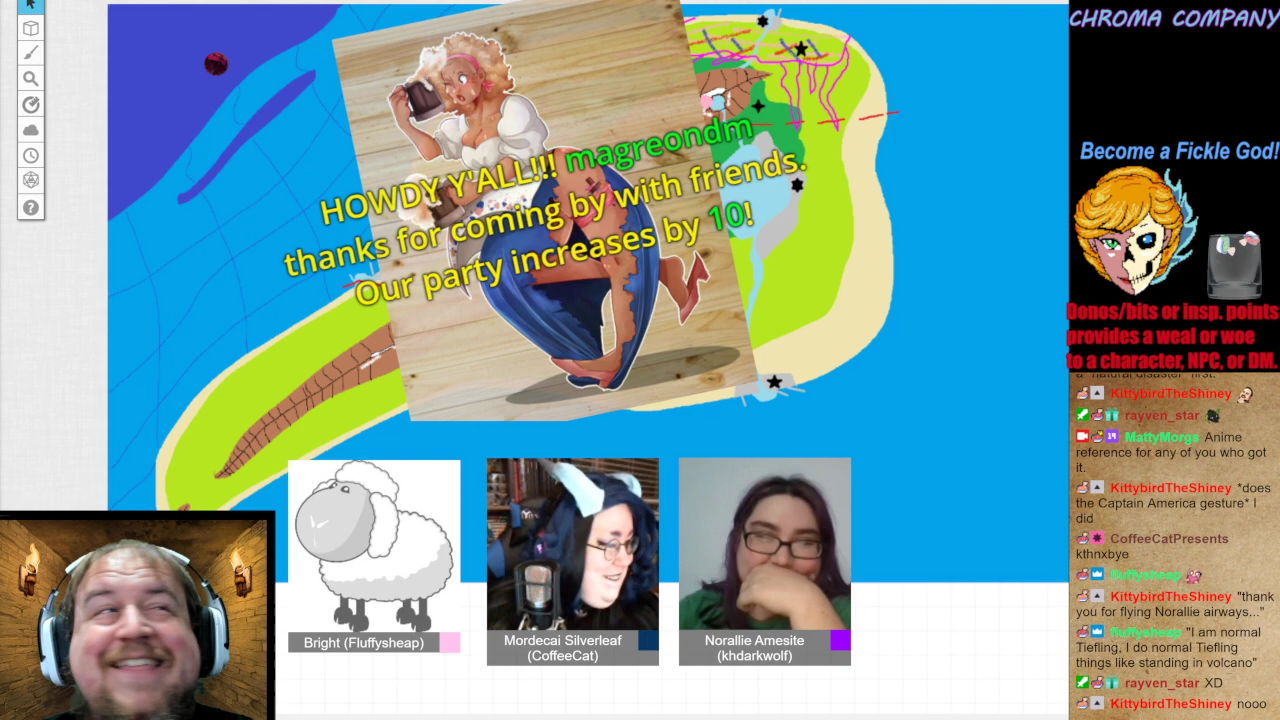 CHROMA COMPANY
Become a Fickle God!
Donos/bits or insp. points
provides a weal or woe
to a character, NPC, or DM.
HOWDY Y'ALL!!! magreondm
thanks for coming by with friends.
Our party increases by 10!
a "natural disaster" first.
KittybirdTheShiney
rayven_star
MattyMorgs Anime
reference for any of you who got
it.
KittybirdTheShiney *does
the Captain America gesture* I
did
CoffeeCatPresents
kthnxbye
fluffysheap
KittybirdTheShiney "thank
you for flying Norallie airways..."
fluffysheap "I am normal
Tiefling, I do normal Tiefling
things like standing in volcano"
rayven_star XD
KittybirdTheShiney nooo
Bright (Fluffysheap)
Mordecai Silverleaf
(CoffeeCat)
Norallie Amesite
(khdarkwolf)